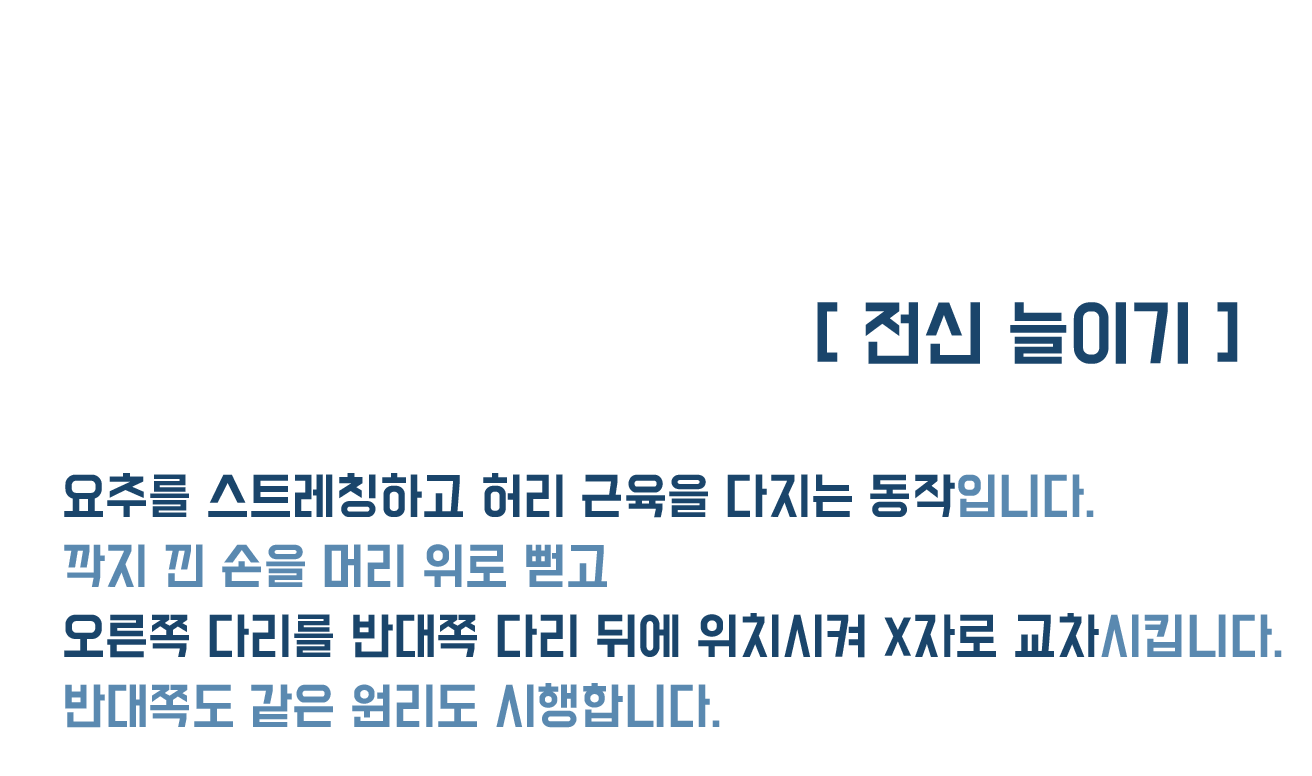 [ 전신 늘이기 ]
요추를 스트레칭하고 허리 근육을 다지는 동작입니다.
깍지 낀 손을 머리 위로 뻗고
오른쪽 다리를 반대쪽 다리 뒤에 위치시켜 X자로 교차시킵니다.
반대쪽도 같은 원리도 시행합니다.